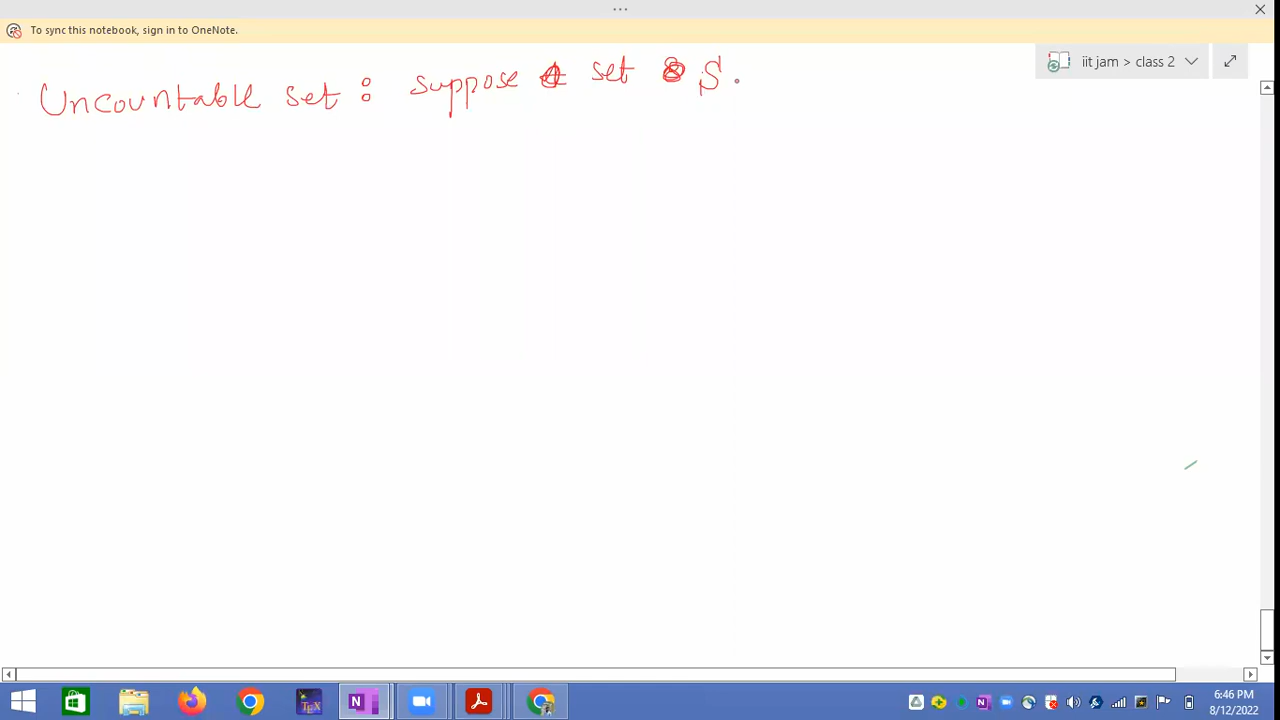 To sync this notebook, sign in to OneNote.
iit jam > class 2
Uncountable set : suppose set S.
6:46 PM
8/12/2022